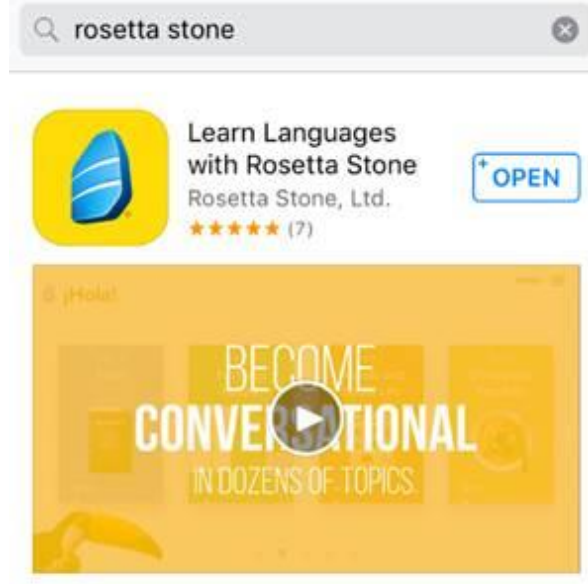 rosetta stone
Learn Languages
with Rosetta Stone
Rosetta Stone, Ltd.
(7)
+ OPEN
¡Hola!
BECOME
CONVERSATIONAL
IN DOZENS OF TOPICS.